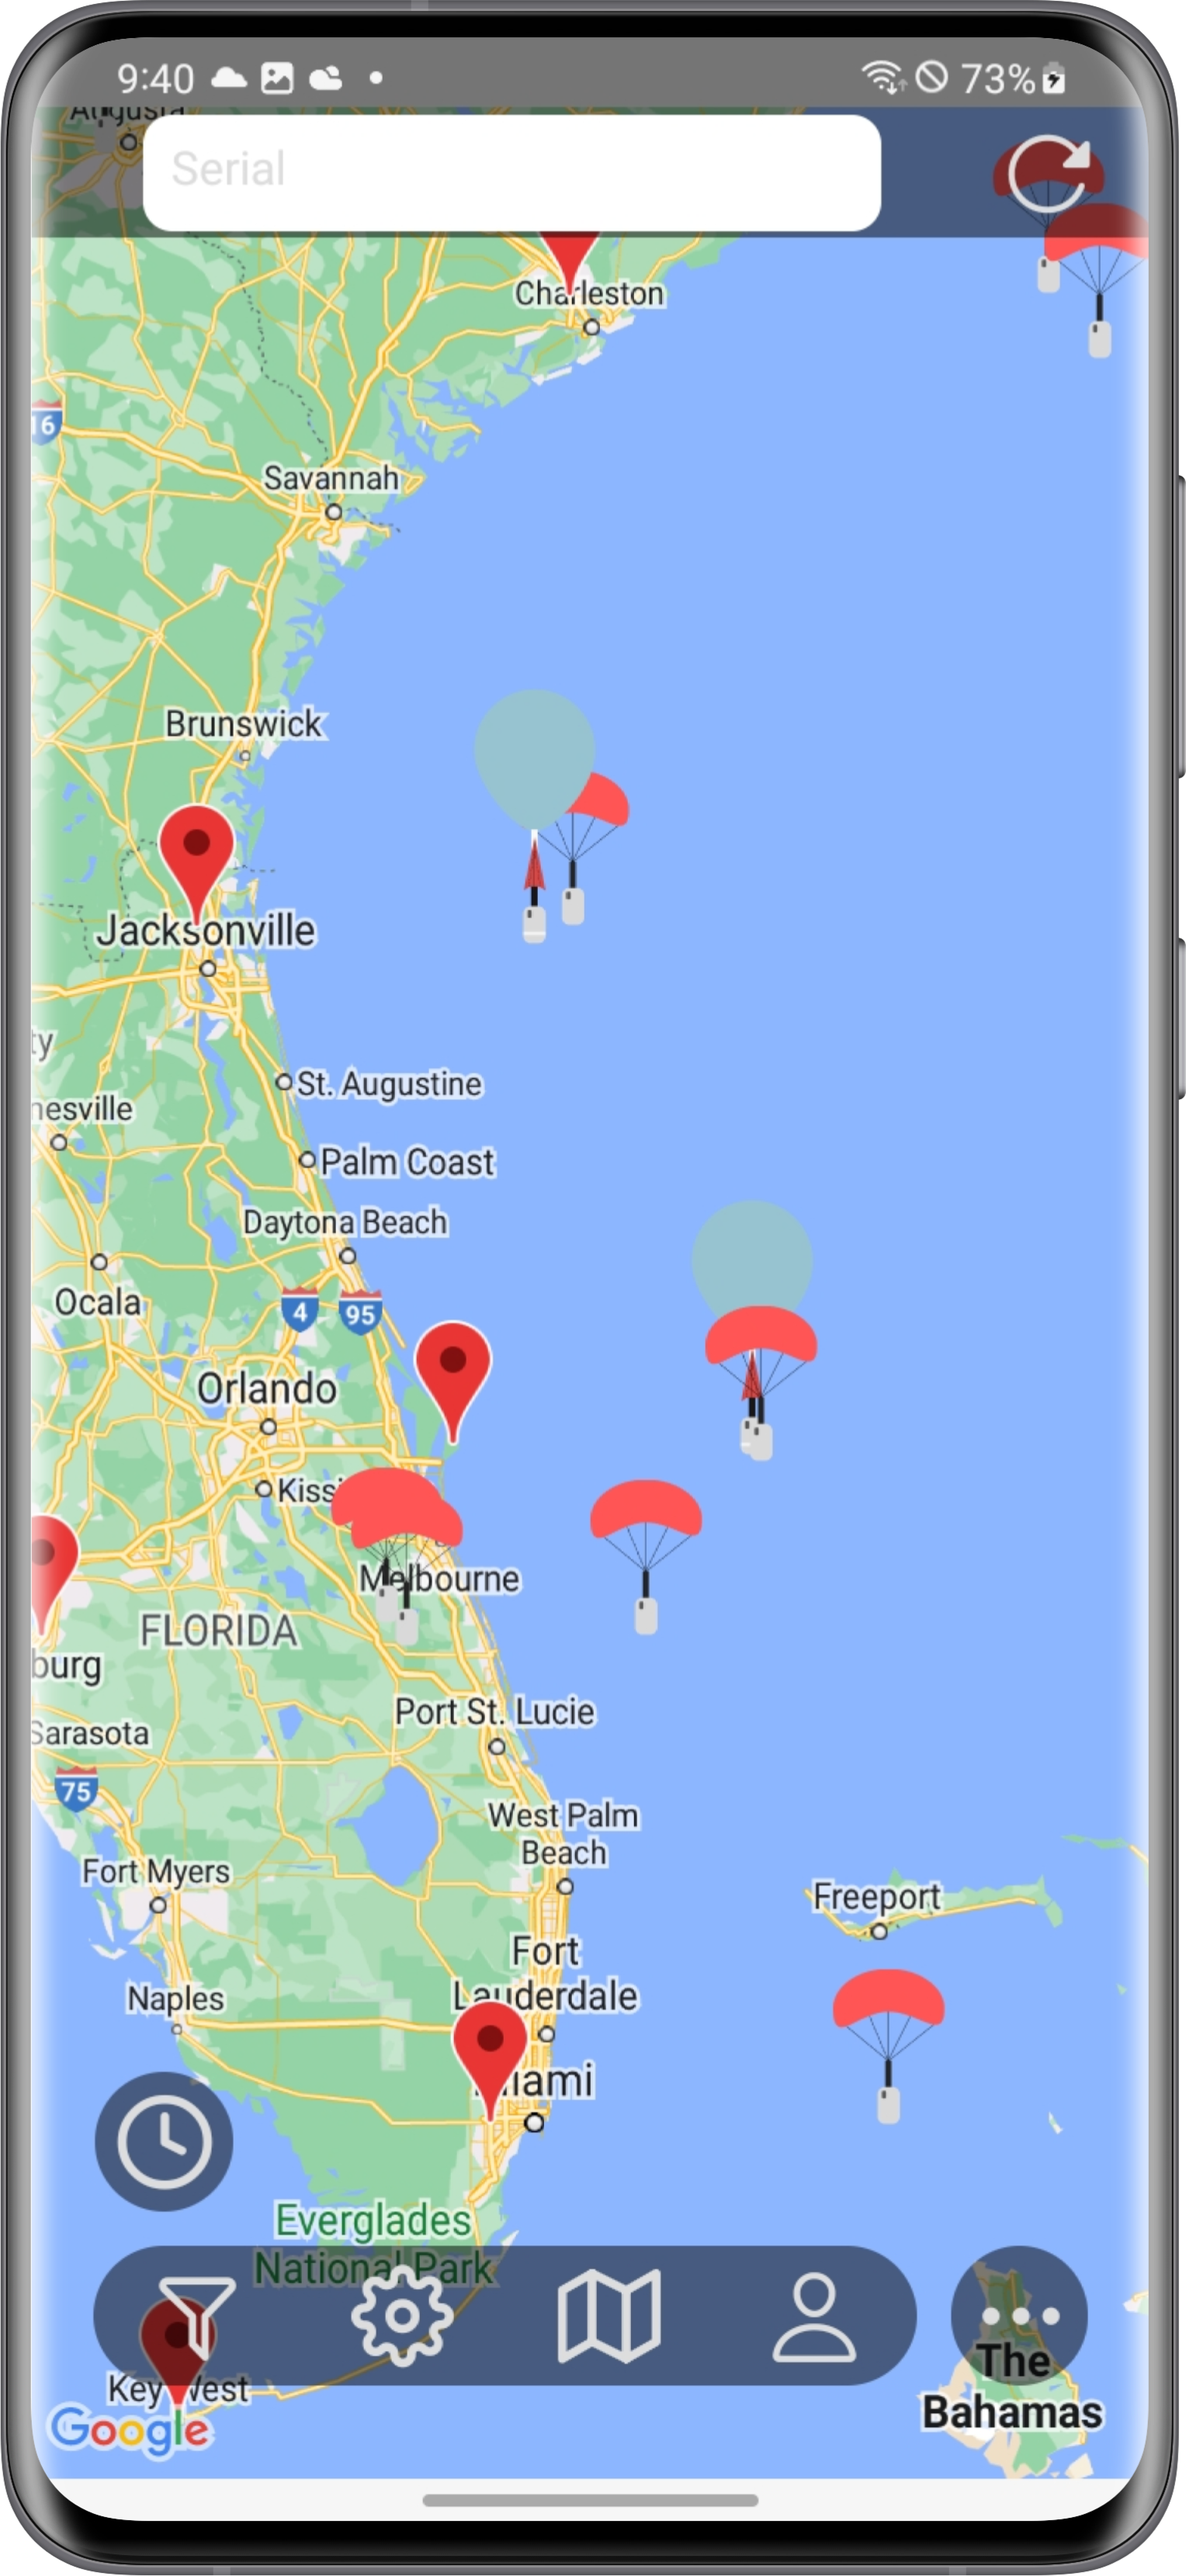 9:40
73%
Augusta
Serial
Charleston
16
Savannah
Brunswick
Jacksonville
ty
St. Augustine
nesville
Palm Coast
Daytona Beach
Ocala
4
95
Orlando
Kissi
Melbourne
FLORIDA
burg
Port St. Lucie
Sarasota
75
West Palm
Beach
Fort Myers
Freeport
Fort
Lauderdale
Naples
iami
Everglades
National Park
The
Bahamas
Key West
Google